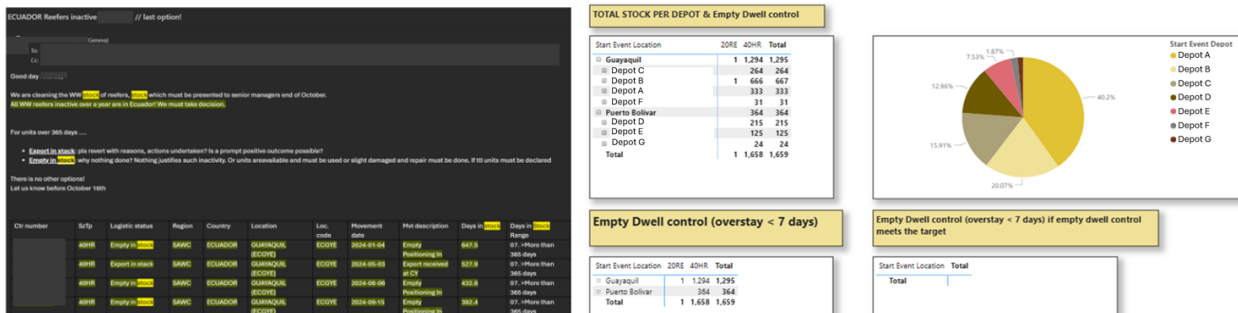 ECUADOR Reefers inactive // last option!
Geneva)
To:
Cc:
Good day
We are cleaning the WW stock of reefers, stock which must be presented to senior managers end of October.
All WW reefers inactive over a year are in Ecuador! We must take decision.
For units over 365 days ....
• Export in stack: pls revert with reasons, actions undertaken? Is a prompt positive outcome possible?
• Empty in stock: why nothing done? Nothing justifies such inactivity. Or units areavailable and must be used or slight damaged and repair must be done. If ttl units must be declared
There is no other options!
Let us know before October 16th
Ctr number SzTp Logistic status Region Country Location Loc. code Movement date Mvt description Days in stock Days in Stock Range
40HR Empty in stock SAWC ECUADOR GUAYAQUIL (ECGYE) ECGYE 2024-01-04 Empty Positioning In 647.5 07. >More than 365 days
40HR Export in stack SAWC ECUADOR GUAYAQUIL (ECGYE) ECGYE 2024-05-03 Export received at CY 527.9 07. >More than 365 days
40HR Empty in stock SAWC ECUADOR GUAYAQUIL (ECGYE) ECGYE 2024-08-06 Empty Positioning In 432.6 07. >More than 365 days
40HR Empty in stock SAWC ECUADOR GUAYAQUIL (ECGYE) ECGYE 2024-09-15 Empty Positioning In 392.4 07. >More than 365 days
TOTAL STOCK PER DEPOT & Empty Dwell control
Start Event Location 20RE 40HR Total
Guayaquil 1 1,294 1,295
Depot C 264 264
Depot B 1 666 667
Depot A 333 333
Depot F 31 31
Puerto Bolivar 364 364
Depot D 215 215
Depot E 125 125
Depot G 24 24
Total 1 1,658 1,659
1.87%
7.53%
12.96%
15.91%
20.07%
40.2%
Start Event Depot
Depot A
Depot B
Depot C
Depot D
Depot E
Depot F
Depot G
Empty Dwell control (overstay < 7 days)
Start Event Location 20RE 40HR Total
Guayaquil 1 1,294 1,295
Puerto Bolivar 364 364
Total 1 1,658 1,659
Empty Dwell control (overstay < 7 days) if empty dwell control
meets the target
Start Event Location Total
Total